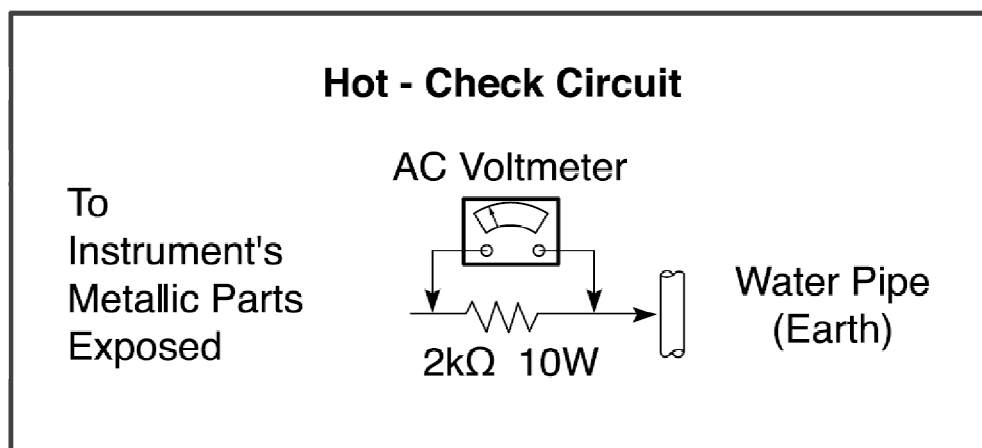 Hot - Check Circuit
AC Voltmeter
To
Instrument's
Metallic Parts
Exposed
Water Pipe
(Earth)
2kΩ 10W